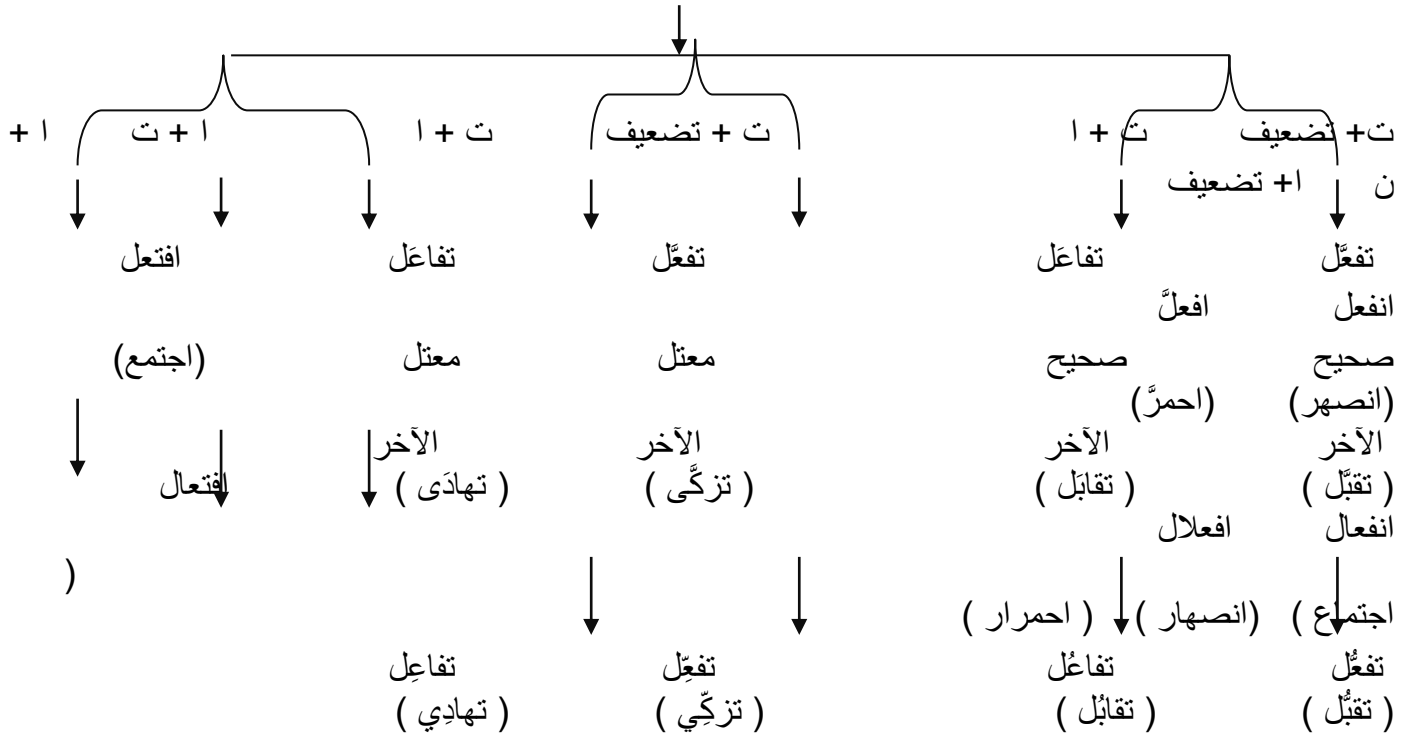 ت+ تضعيف ت + ا ت + تضعيف ت + ا ا + ت ا +
ن ا+ تضعيف
تفعَّل تفاعَل تفعَّل تفاعَل افتعل
انفعل افعلَّ
صحيح صحيح معتل معتل (اجتمع)
(انصهر) (احمرَّ)
الآخر الآخر الآخر الآخر
( تقبَّل ) ( تقابَل ) ( تزكَّى ) ( تهادَى ) افتعال
انفعال افعلال
(
اجتماع ) (انصهار ) ( احمرار )
تفعُّل تفاعُل تفعِّل تفاعِل
( تقبُّل ) ( تقابُل ) ( تزكِّي ) ( تهادِي )